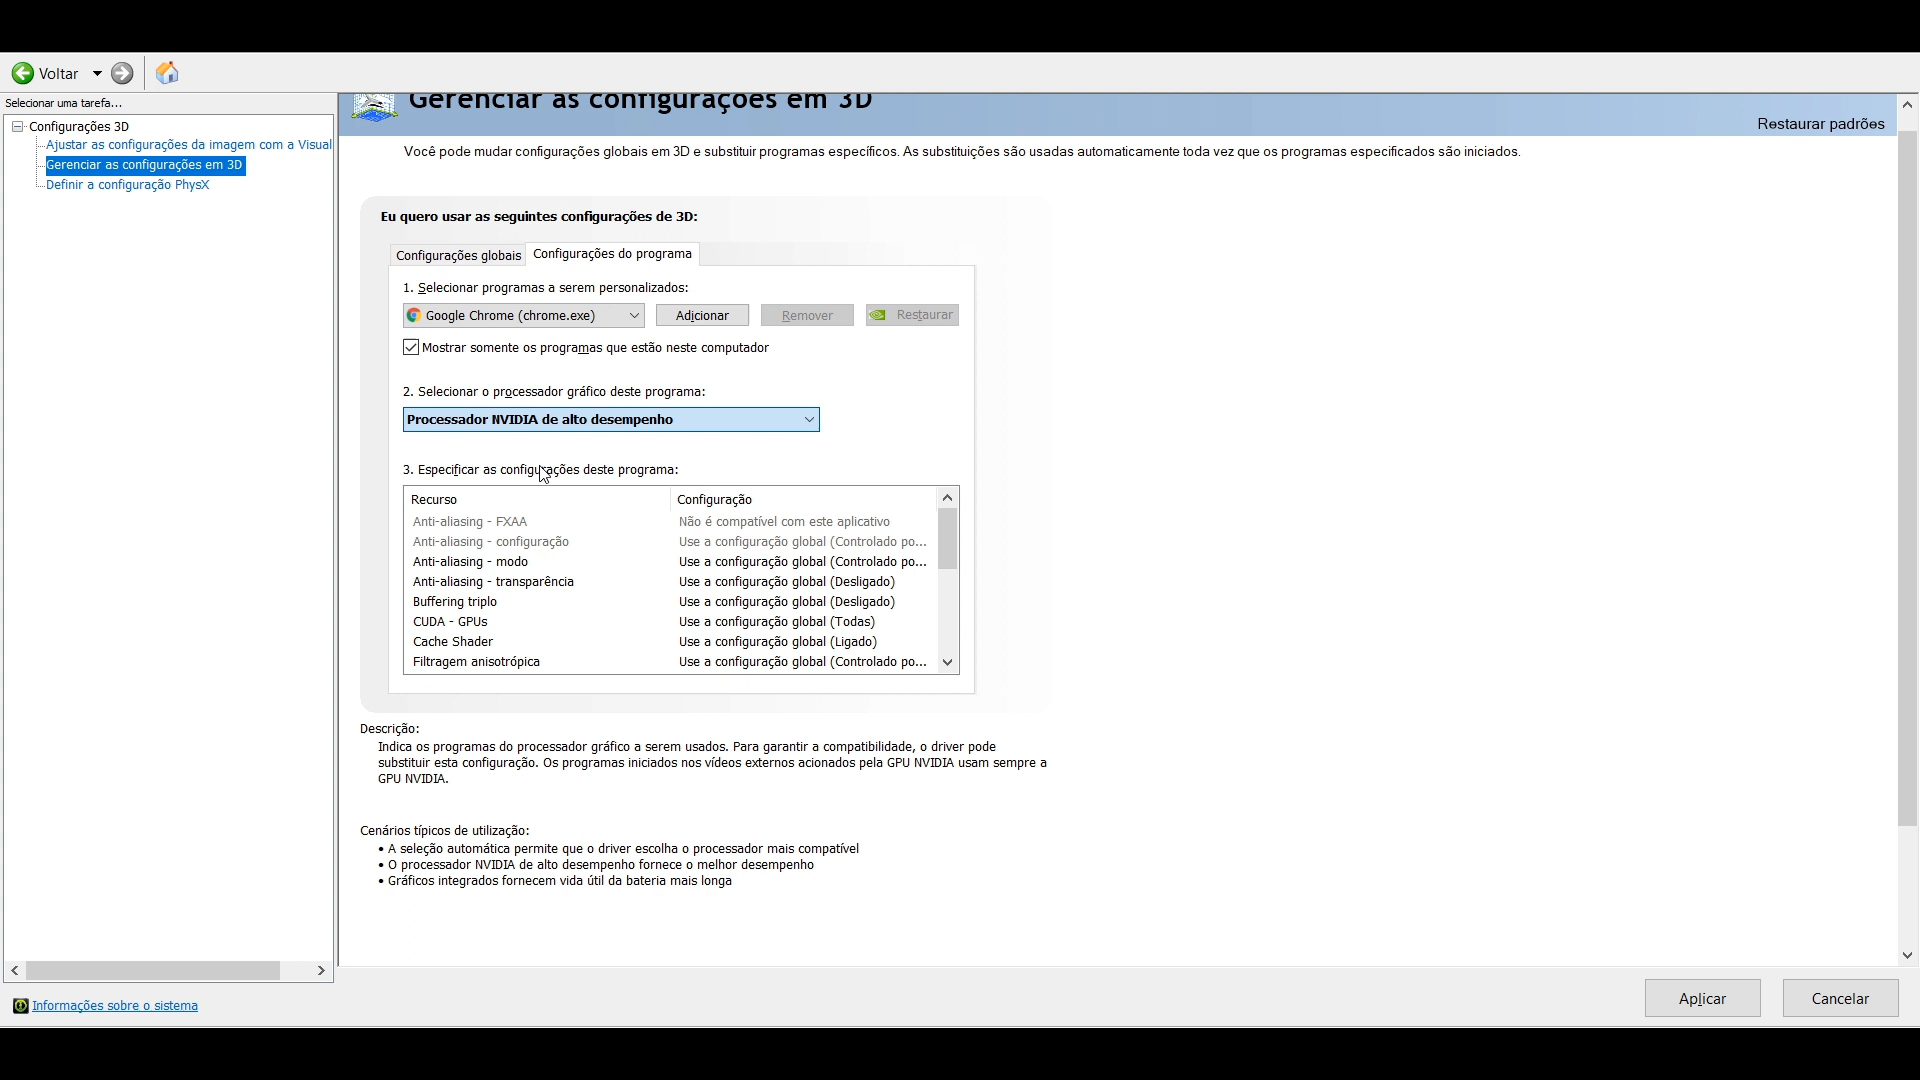 Voltar
Selecionar uma tarefa...
Configurações 3D
Ajustar as configurações da imagem com a Visual
Gerenciar as configurações em 3D
Definir a configuração PhysX
Gerenciar as configurações em 3D
Restaurar padrões
Você pode mudar configurações globais em 3D e substituir programas específicos. As substituições são usadas automaticamente toda vez que os programas especificados são iniciados.
Eu quero usar as seguintes configurações de 3D:
Configurações globais Configurações do programa
1. Selecionar programas a serem personalizados:
Google Chrome (chrome.exe) Adicionar Remover Restaurar
Mostrar somente os programas que estão neste computador
2. Selecionar o processador gráfico deste programa:
Processador NVIDIA de alto desempenho
3. Especificar as configurações deste programa:
Recurso Configuração
Anti-aliasing - FXAA Não é compatível com este aplicativo
Anti-aliasing - configuração Use a configuração global (Controlado po...
Anti-aliasing - modo Use a configuração global (Controlado po...
Anti-aliasing - transparência Use a configuração global (Desligado)
Buffering triplo Use a configuração global (Desligado)
CUDA - GPUs Use a configuração global (Todas)
Cache Shader Use a configuração global (Ligado)
Filtragem anisotrópica Use a configuração global (Controlado po...
Descrição:
Indica os programas do processador gráfico a serem usados. Para garantir a compatibilidade, o driver pode
substituir esta configuração. Os programas iniciados nos vídeos externos acionados pela GPU NVIDIA usam sempre a
GPU NVIDIA.
Cenários típicos de utilização:
• A seleção automática permite que o driver escolha o processador mais compatível
• O processador NVIDIA de alto desempenho fornece o melhor desempenho
• Gráficos integrados fornecem vida útil da bateria mais longa
Informações sobre o sistema
Aplicar Cancelar